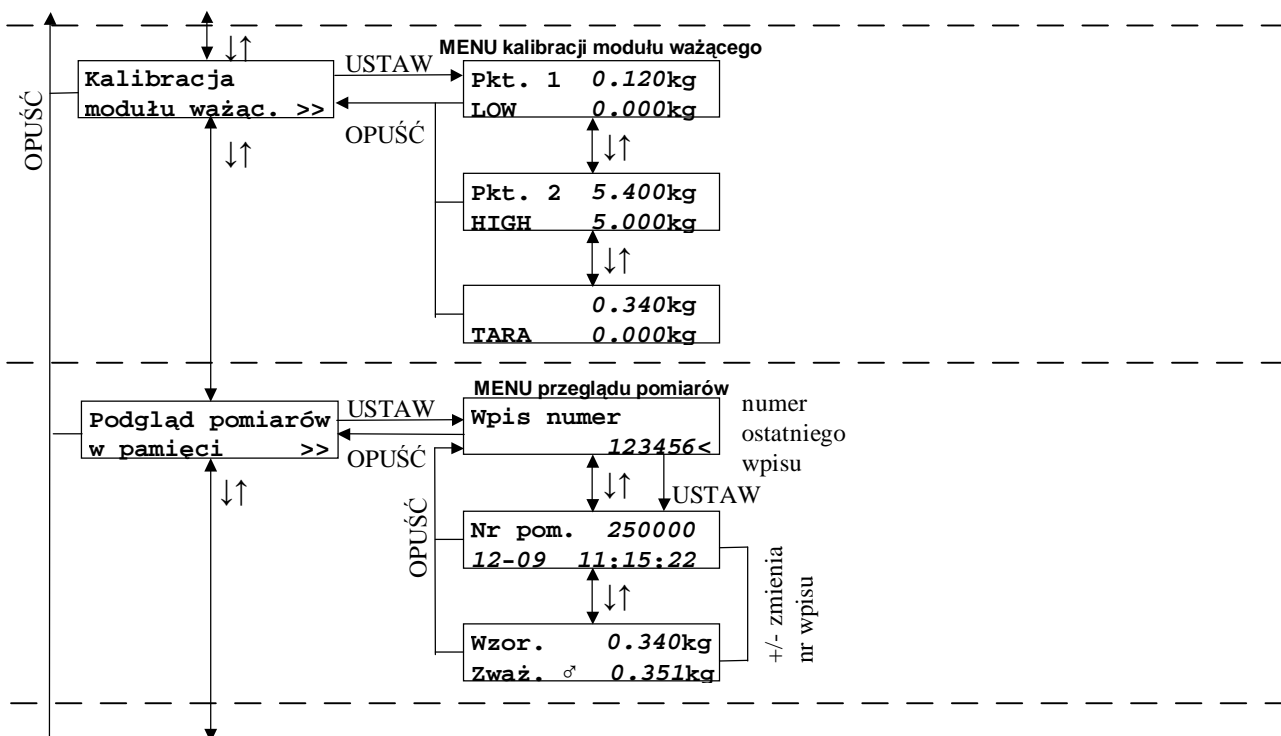 ↓↑
MENU kalibracji modułu ważącego
OPUŚĆ
Kalibracja
modułu ważąc. >>
USTAW
OPUŚĆ
Pkt. 1 0.120kg
LOW 0.000kg
↓↑
↓↑
Pkt. 2 5.400kg
HIGH 5.000kg
↓↑
0.340kg
TARA 0.000kg
MENU przeglądu pomiarów
Podgląd pomiarów
w pamięci >>
USTAW
OPUŚĆ
Wpis numer
123456<
numer
ostatniego
wpisu
↓↑
↓↑
USTAW
OPUŚĆ
Nr pom. 250000
12-09 11:15:22
↓↑
+/- zmienia
nr wpisu
Wzor. 0.340kg
Zważ. ♂ 0.351kg